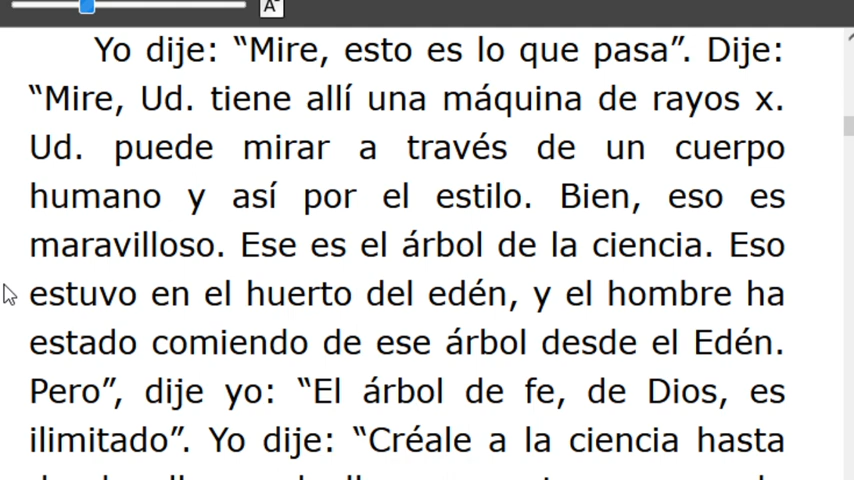 A
Yo dije: “Mire, esto es lo que pasa”. Dije:
“Mire, Ud. tiene allí una máquina de rayos x.
Ud. puede mirar a través de un cuerpo
humano y así por el estilo. Bien, eso es
maravilloso. Ese es el árbol de la ciencia. Eso
estuvo en el huerto del edén, y el hombre ha
estado comiendo de ese árbol desde el Edén.
Pero”, dije yo: “El árbol de fe, de Dios, es
ilimitado”. Yo dije: “Créale a la ciencia hasta